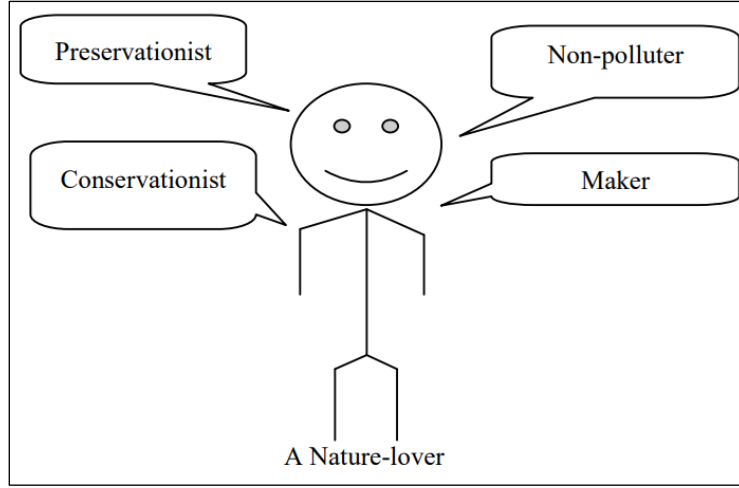 Preservationist
Non-polluter
Conservationist
Maker
A Nature-lover